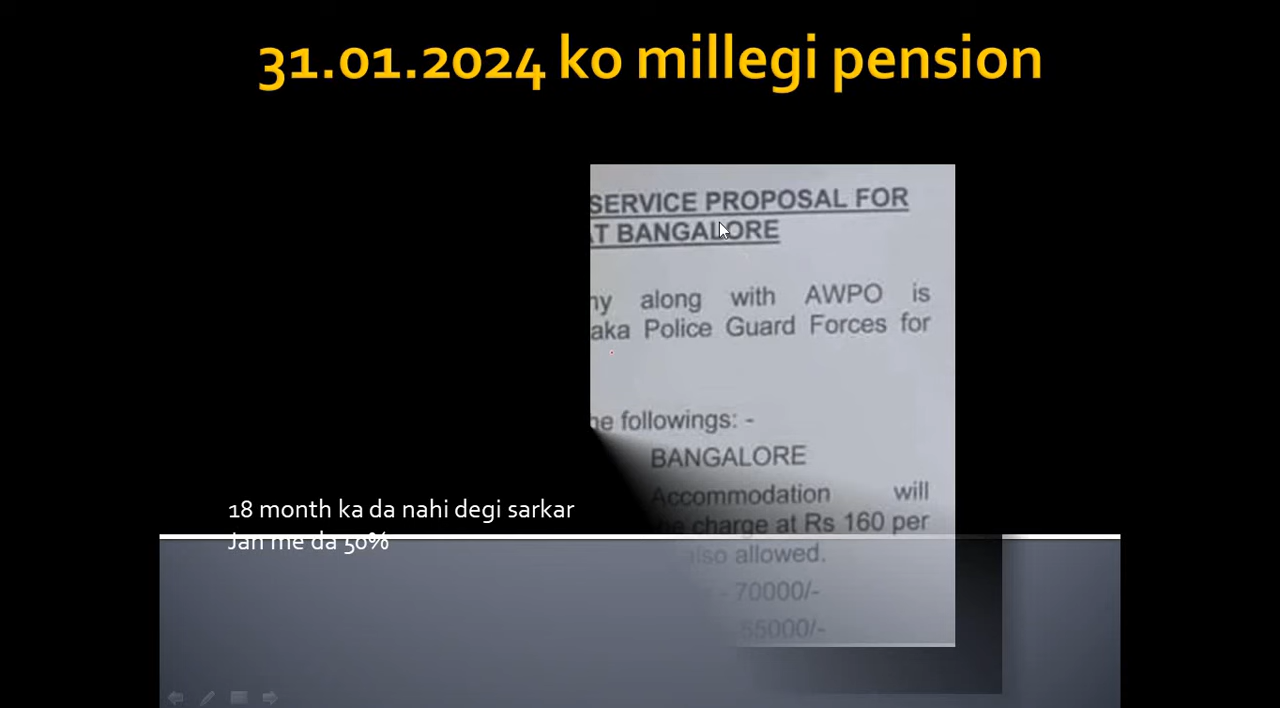 31.01.2024 ko millegi pension
SERVICE PROPOSAL FOR
AT BANGALORE
along with AWPO is
Police Guard Forces for
followings: -
BANGALORE
Accommodation will
charge at Rs 160 per
also allowed.
- 70000/-
55000/-
18 month ka da nahi degi sarkar
Jan me da 50%